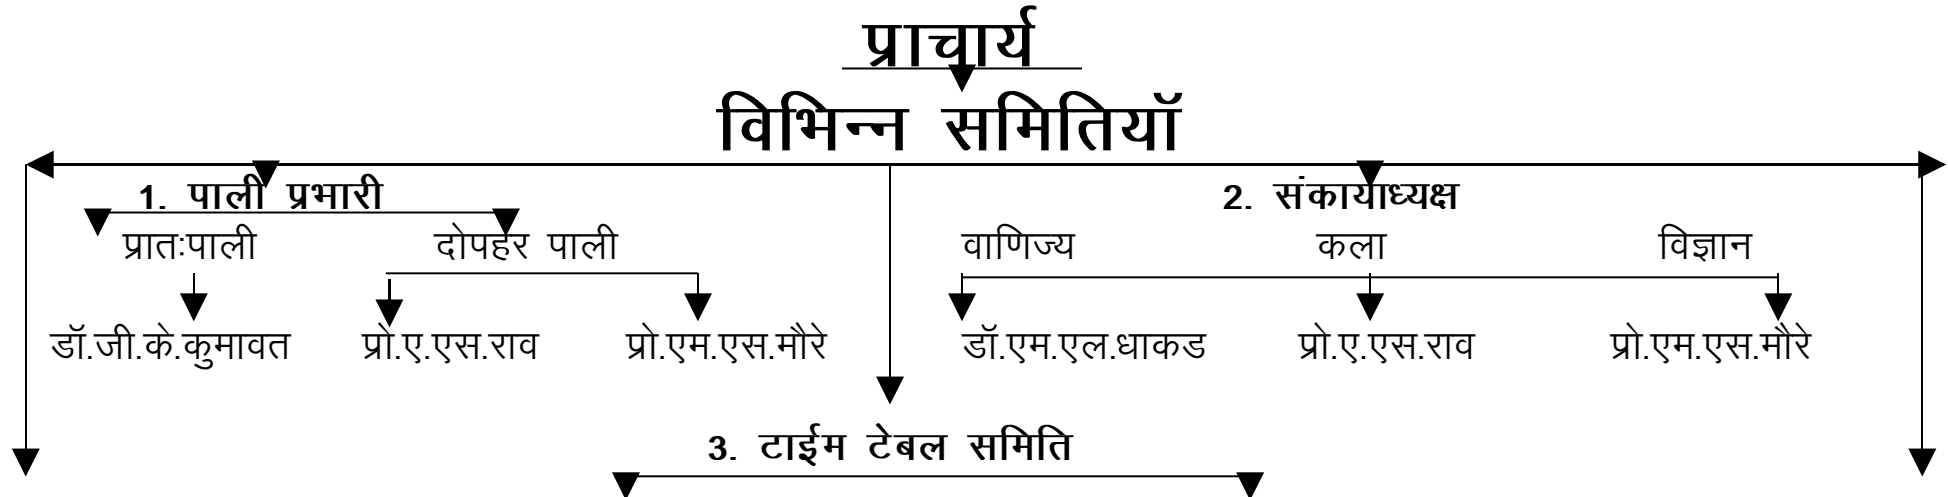 प्राचार्य
विभिन्न समितियॉ
1. पाली प्रभारी 2. संकायाध्यक्ष
प्रातःपाली दोपहर पाली वाणिज्य कला विज्ञान
डॉ.जी.के.कुमावत प्रो.ए.एस.राव प्रो.एम.एस.मौरे डॉ.एम.एल.धाकड प्रो.ए.एस.राव प्रो.एम.एस.मौरे
3. टाईम टेबल समिति